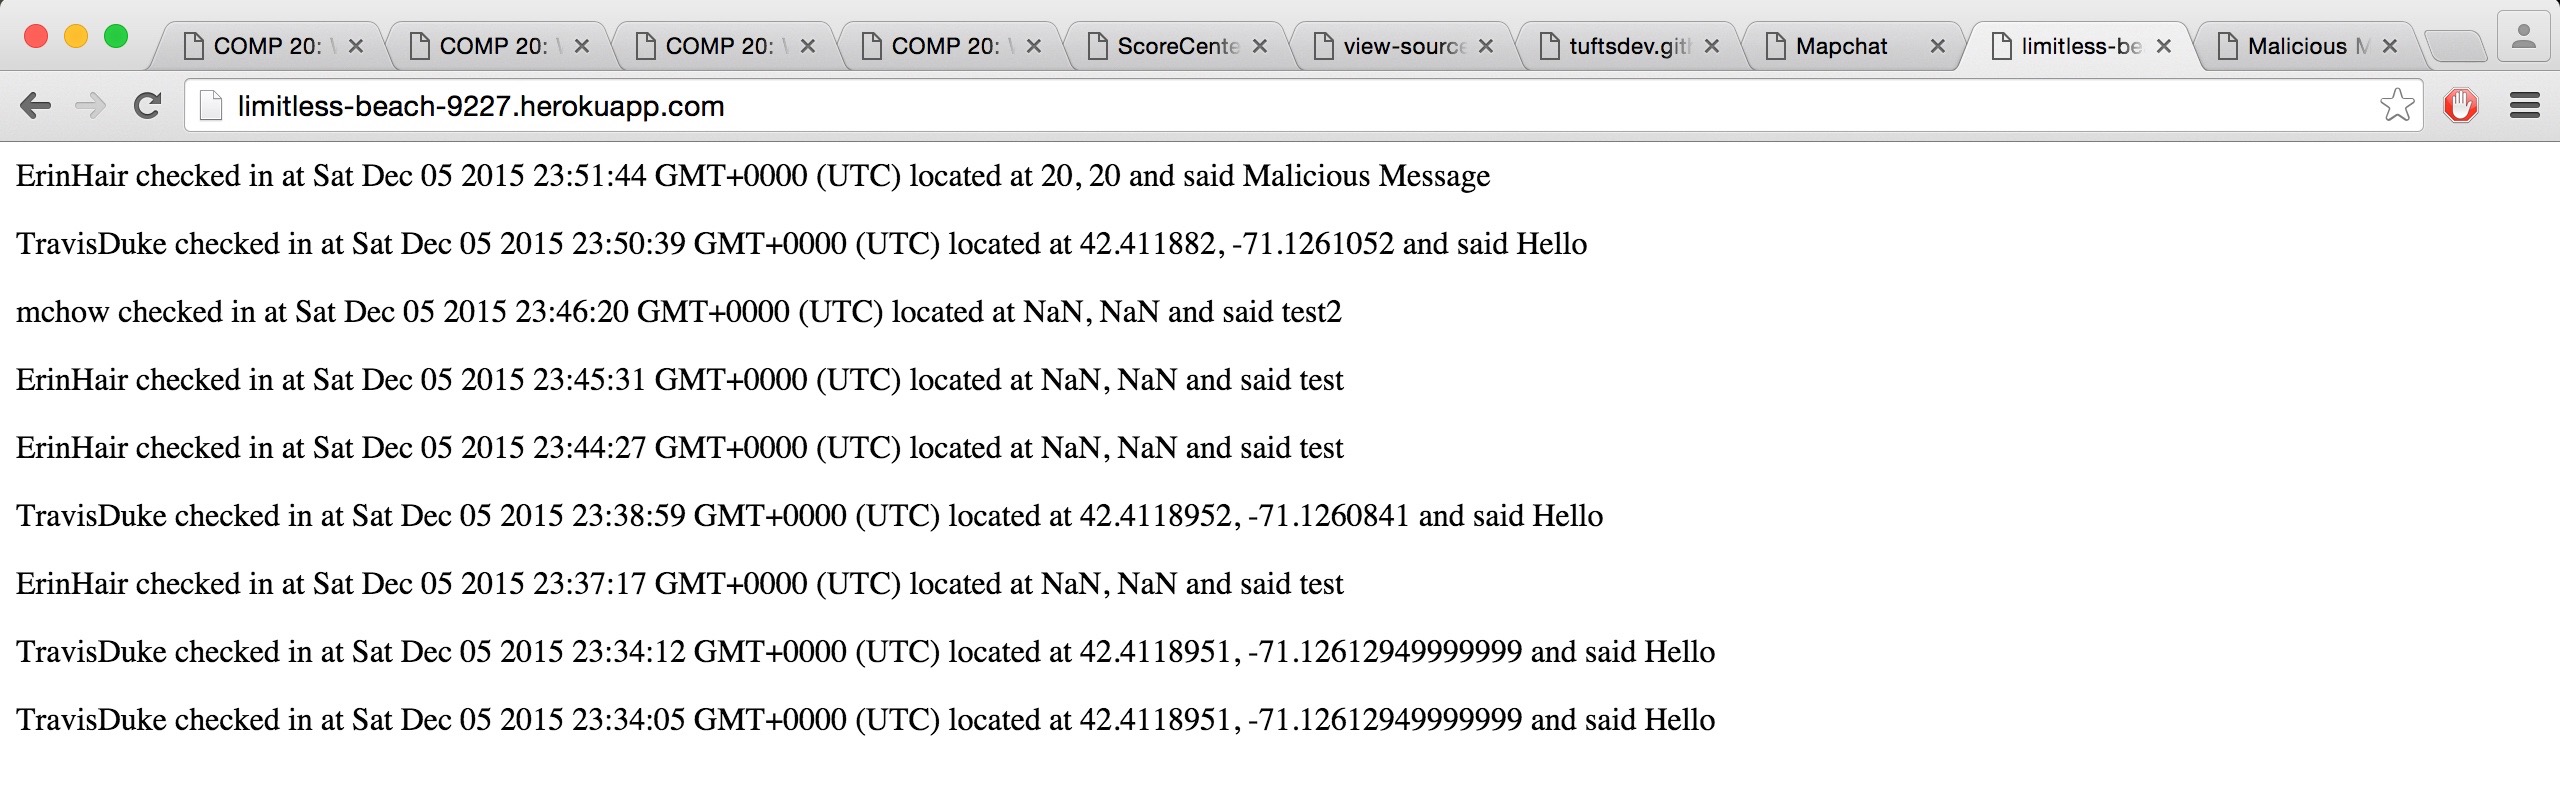 COMP 20: ScoreCente view-source tuftsdev.gith Mapchat limitless-be Malicious M
COMP 20:
COMP 20:
COMP 20:
limitless-beach-9227.herokuapp.com
ErinHair checked in at Sat Dec 05 2015 23:51:44 GMT+0000 (UTC) located at 20, 20 and said Malicious Message
TravisDuke checked in at Sat Dec 05 2015 23:50:39 GMT+0000 (UTC) located at 42.411882, -71.1261052 and said Hello
mchow checked in at Sat Dec 05 2015 23:46:20 GMT+0000 (UTC) located at NaN, NaN and said test2
ErinHair checked in at Sat Dec 05 2015 23:45:31 GMT+0000 (UTC) located at NaN, NaN and said test
ErinHair checked in at Sat Dec 05 2015 23:44:27 GMT+0000 (UTC) located at NaN, NaN and said test
TravisDuke checked in at Sat Dec 05 2015 23:38:59 GMT+0000 (UTC) located at 42.4118952, -71.1260841 and said Hello
ErinHair checked in at Sat Dec 05 2015 23:37:17 GMT+0000 (UTC) located at NaN, NaN and said test
TravisDuke checked in at Sat Dec 05 2015 23:34:12 GMT+0000 (UTC) located at 42.4118951, -71.12612949999999 and said Hello
TravisDuke checked in at Sat Dec 05 2015 23:34:05 GMT+0000 (UTC) located at 42.4118951, -71.12612949999999 and said Hello